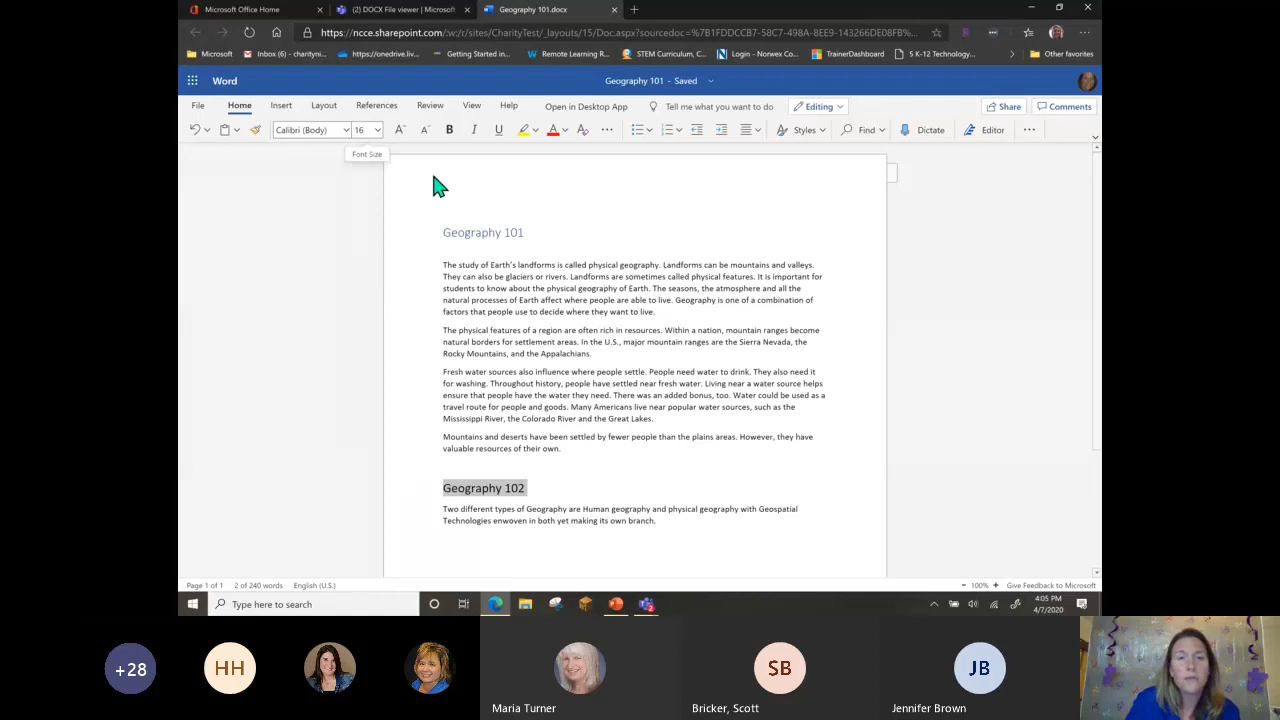 Microsoft Office Home
(2) DOCX File viewer | Microsoft...
Geography 101.docx
https://ncce.sharepoint.com/:w:/r/sites/CharityTest/_layouts/15/Doc.aspx?sourcedoc=%7B1FDDCCB7-58C7-498A-8EE9-143266DE08FB%...
Microsoft
Inbox (6) - charityni...
https://onedrive.liv...
Getting Started in...
Remote Learning R...
STEM Curriculum, C...
Login - Norwex Co...
TrainerDashboard
5 K-12 Technology...
Other favorites
Word
Geography 101 - Saved
File Home Insert Layout References Review View Help Open in Desktop App Tell me what you want to do Editing Share Comments
Calibri (Body) 16 B I U A Styles Find Dictate Editor
Font Size
Geography 101
The study of Earth's landforms is called physical geography. Landforms can be mountains and valleys.
They can also be glaciers or rivers. Landforms are sometimes called physical features. It is important for
students to know about the physical geography of Earth. The seasons, the atmosphere and all the
natural processes of Earth affect where people are able to live. Geography is one of a combination of
factors that people use to decide where they want to live.
The physical features of a region are often rich in resources. Within a nation, mountain ranges become
natural borders for settlement areas. In the U.S., major mountain ranges are the Sierra Nevada, the
Rocky Mountains, and the Appalachians.
Fresh water sources also influence where people settle. People need water to drink. They also need it
for washing. Throughout history, people have settled near fresh water. Living near a water source helps
ensure that people have the water they need. There was an added bonus, too. Water could be used as a
travel route for people and goods. Many Americans live near popular water sources, such as the
Mississippi River, the Colorado River and the Great Lakes.
Mountains and deserts have been settled by fewer people than the plains areas. However, they have
valuable resources of their own.
Geography 102
Two different types of Geography are Human geography and physical geography with Geospatial
Technologies enwoven in both yet making its own branch.
Page 1 of 1 2 of 240 words English (U.S.) 100% Give Feedback to Microsoft
Type here to search
4:05 PM
4/7/2020
+28
HH
SB
JB
Maria Turner
Bricker, Scott
Jennifer Brown